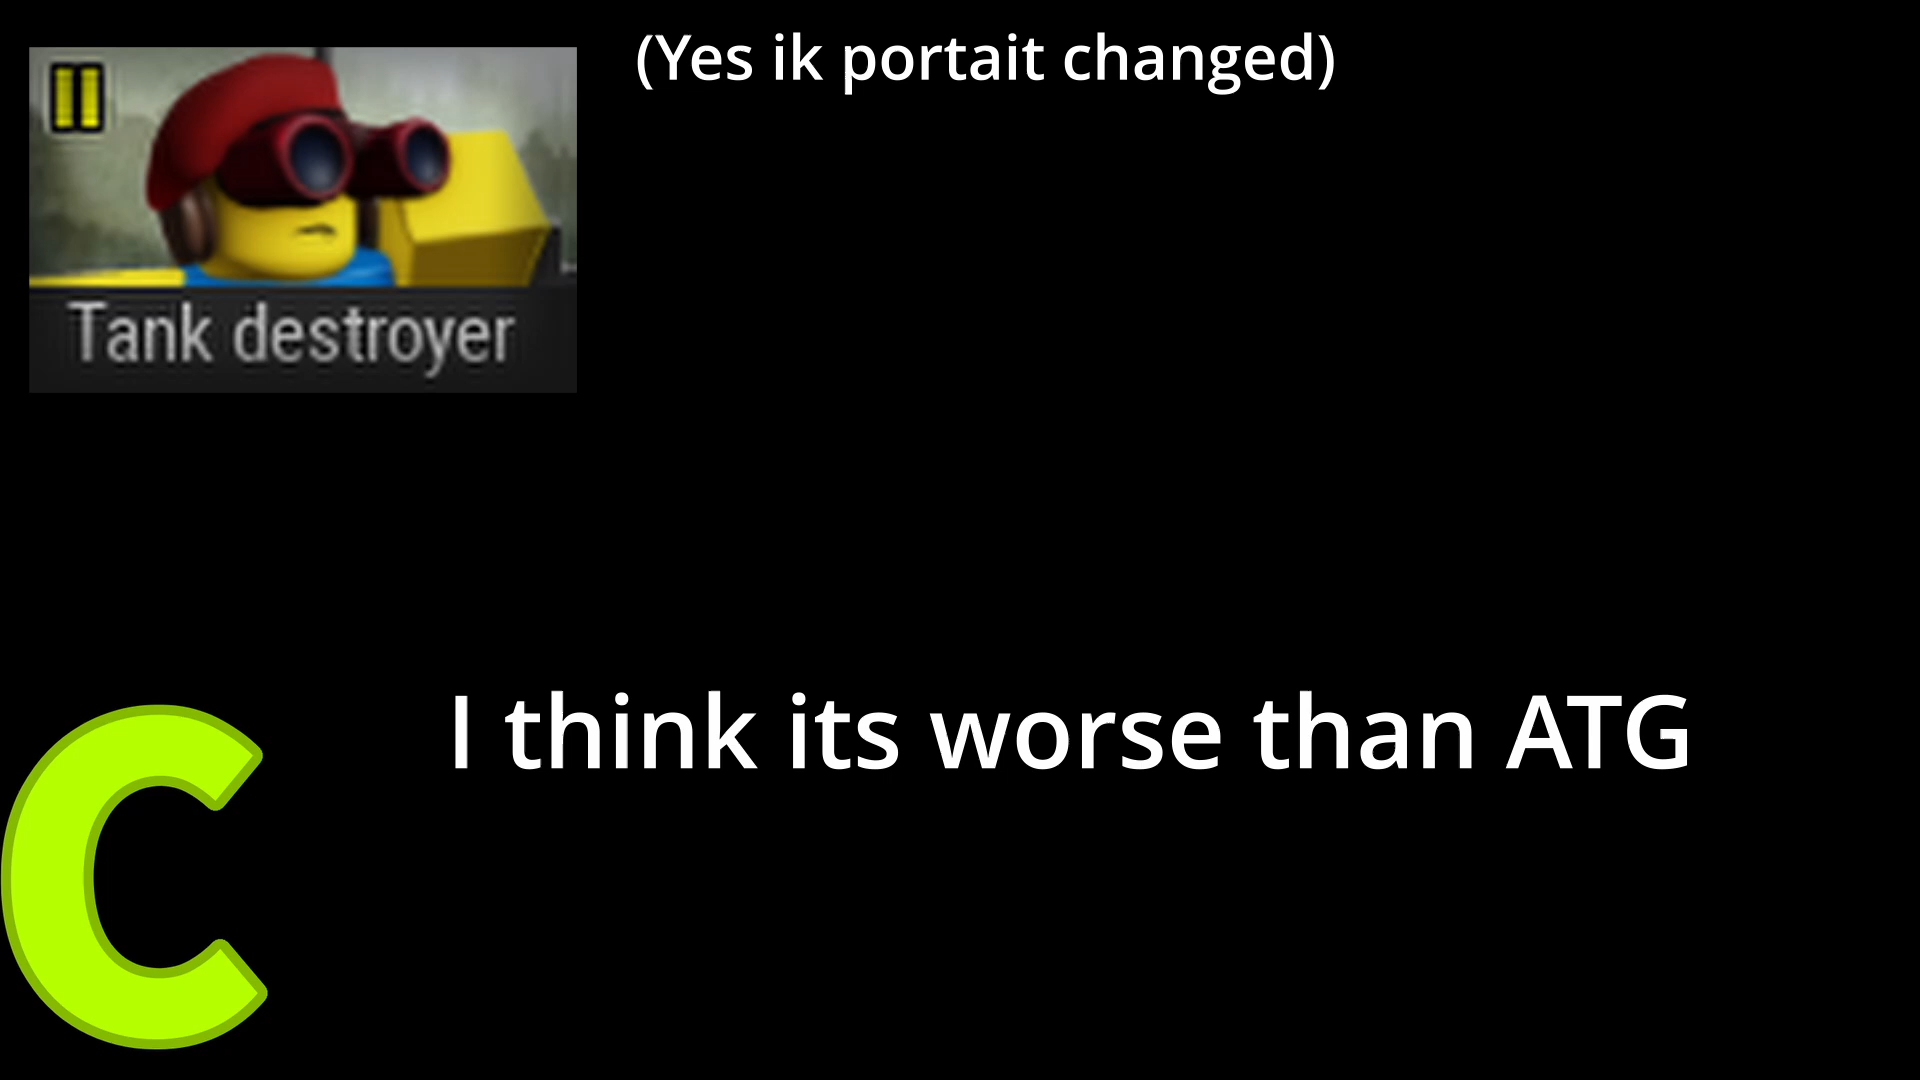 (Yes ik portait changed)
Tank destroyer
I think its worse than ATG
C